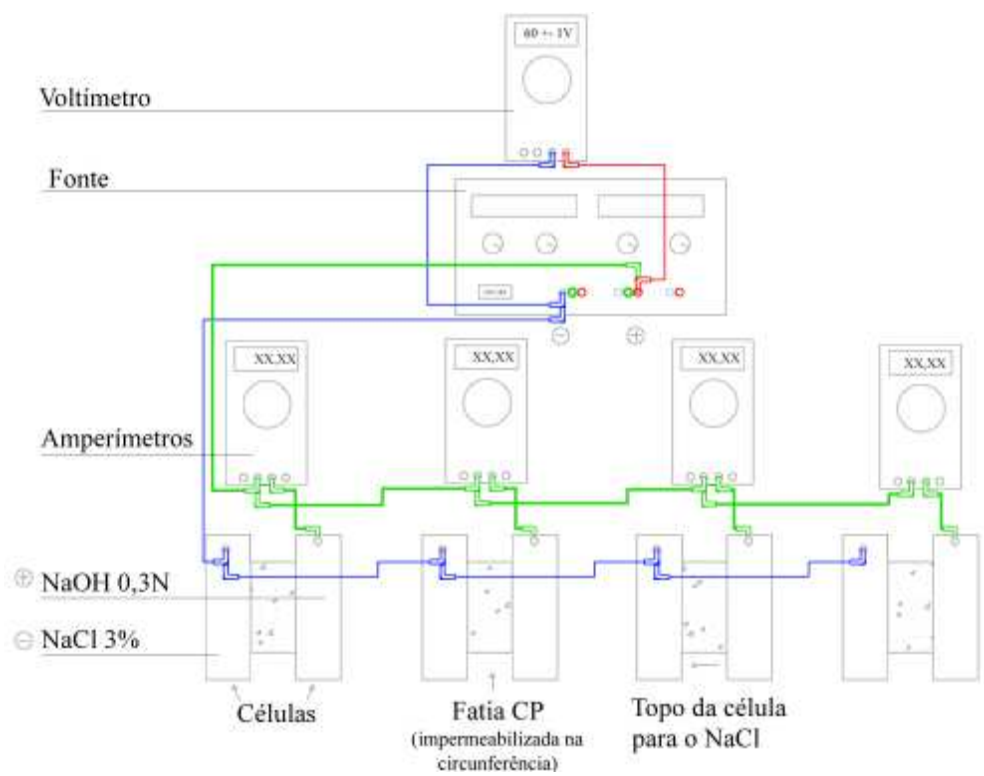 60 +- 1V
Voltímetro
Fonte
XX,XX
XX,XX
XX,XX
XX,XX
Amperímetros
⊕ NaOH 0,3N
⊖ NaCl 3%
Células
Fatia CP
(impermeabilizada na
circunferência)
Topo da célula
para o NaCl